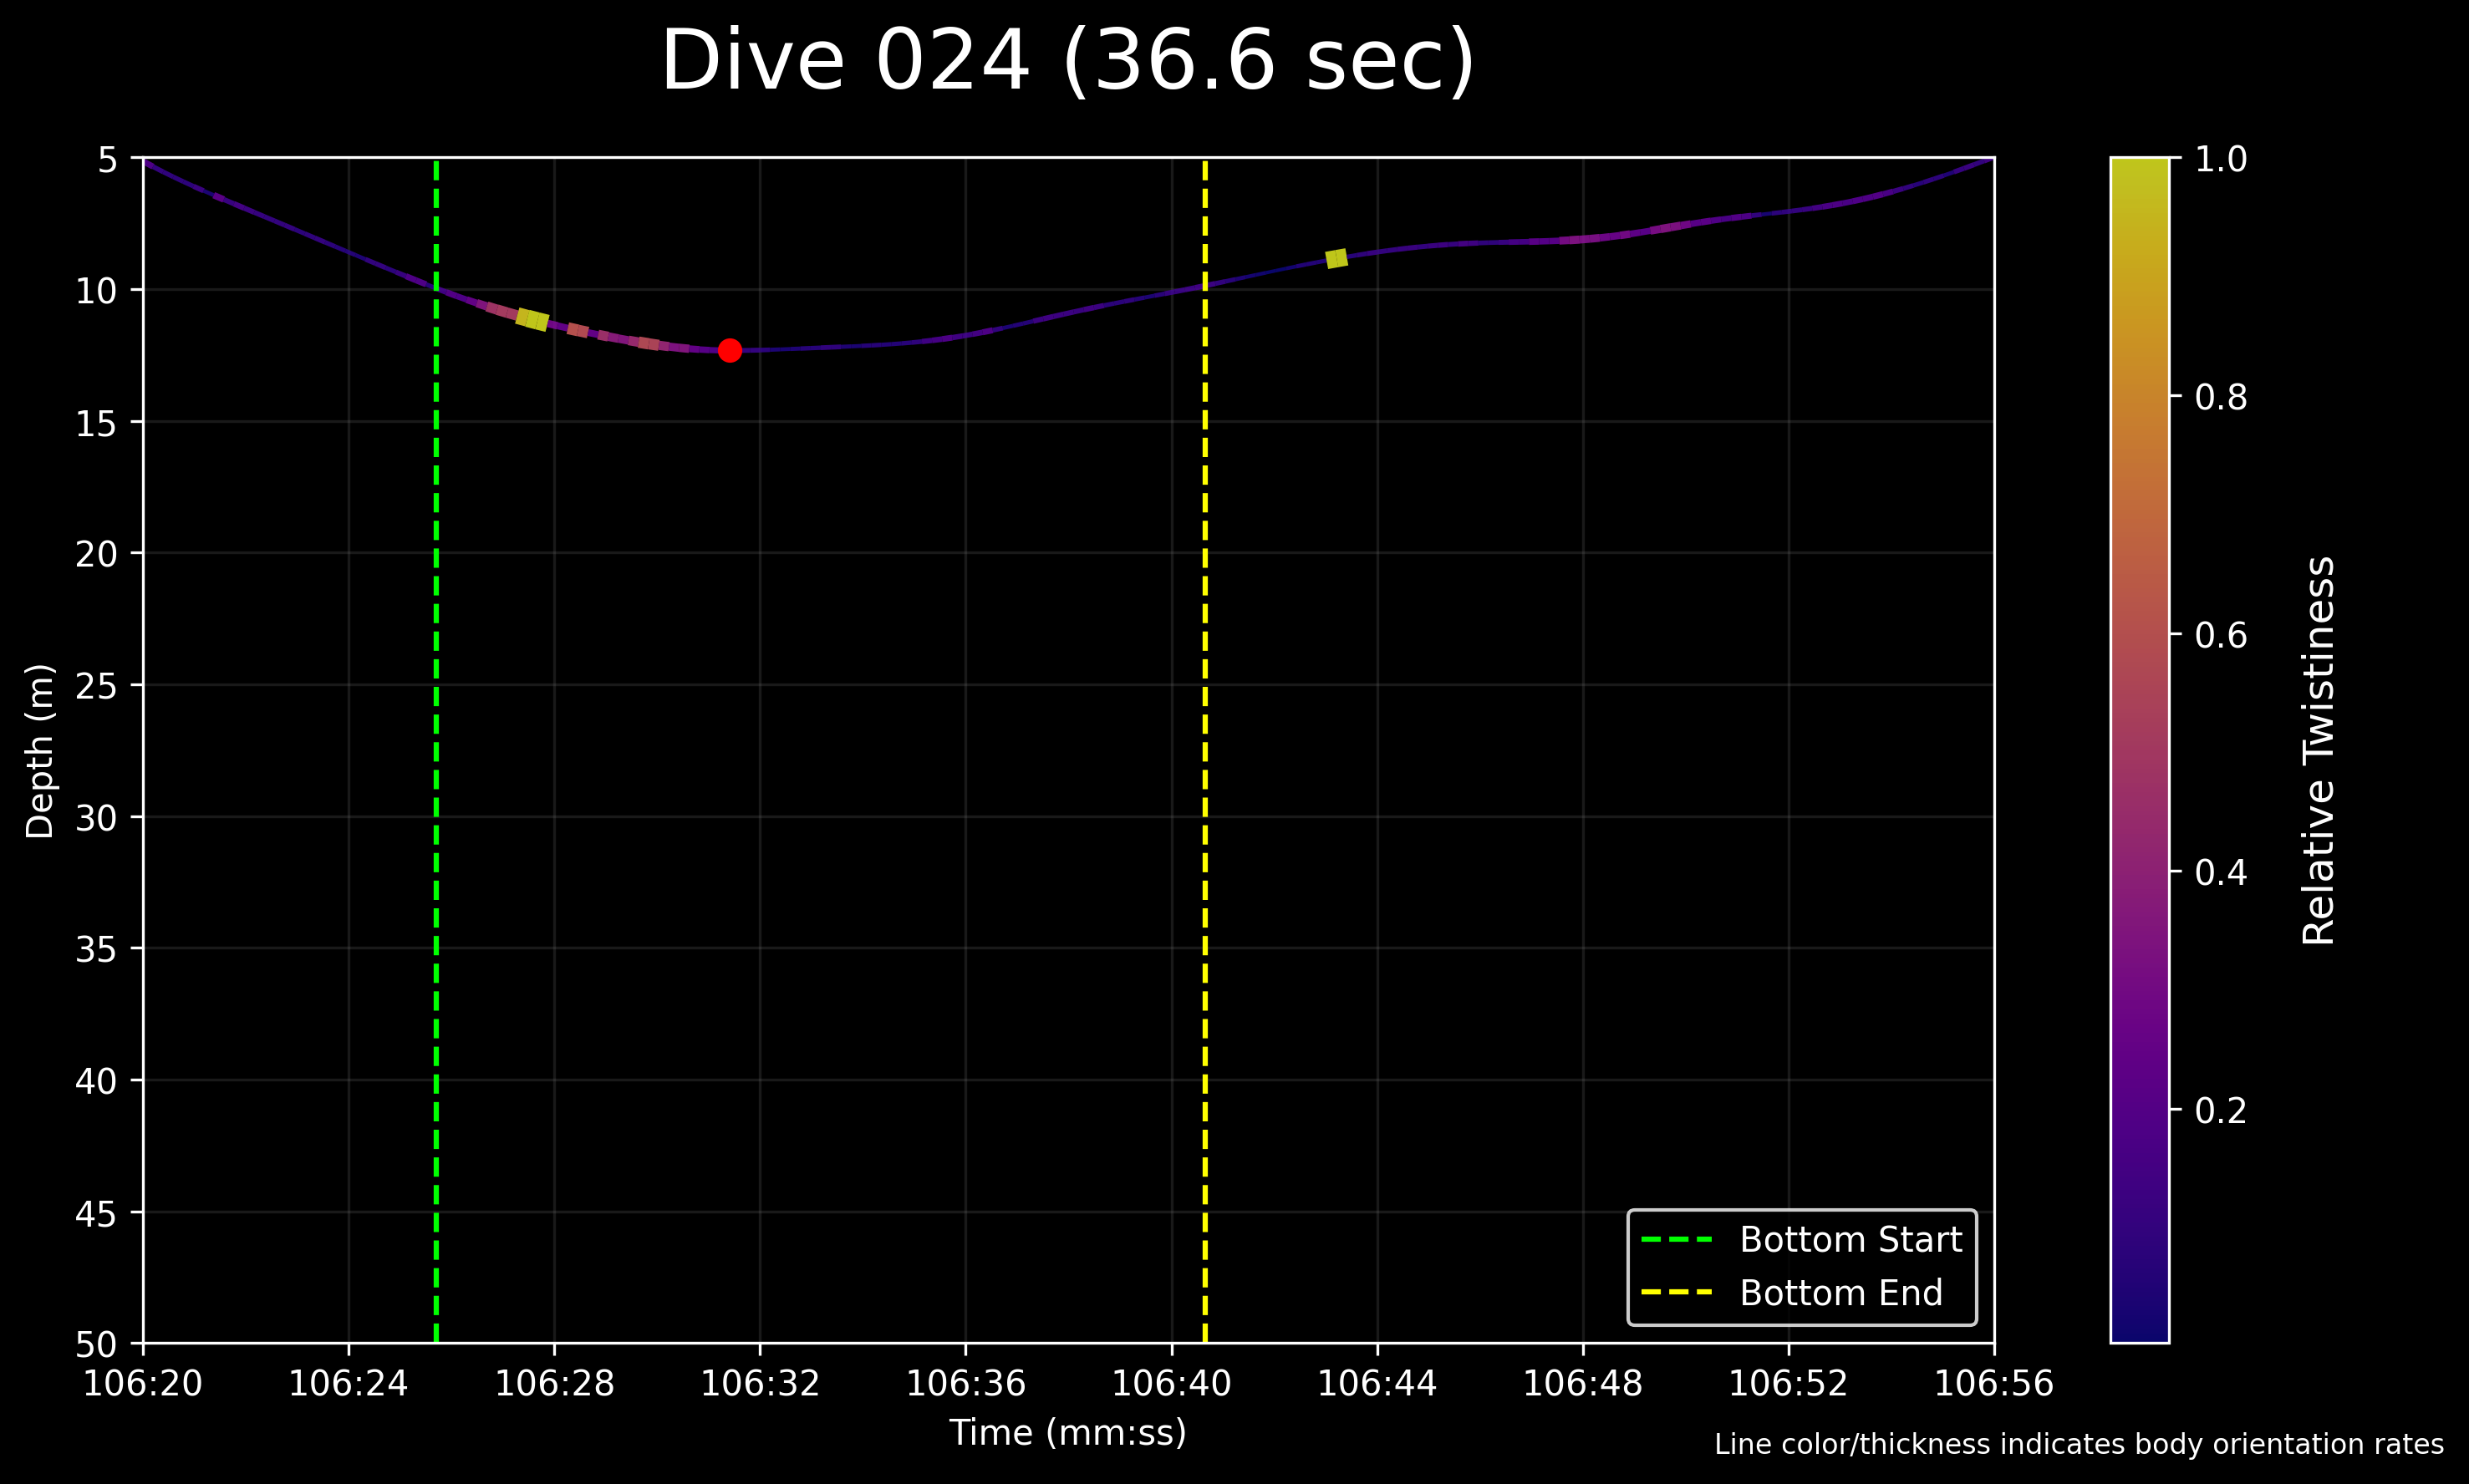 Dive 024 (36.6 sec)
5
10
15
20
25
30
35
40
45
50
Depth (m)
106:20 106:24 106:28 106:32 106:36 106:40 106:44 106:48 106:52 106:56
Time (mm:ss)
Bottom Start
Bottom End
1.0
0.8
0.6
0.4
0.2
Relative Twistiness
Line color/thickness indicates body orientation rates